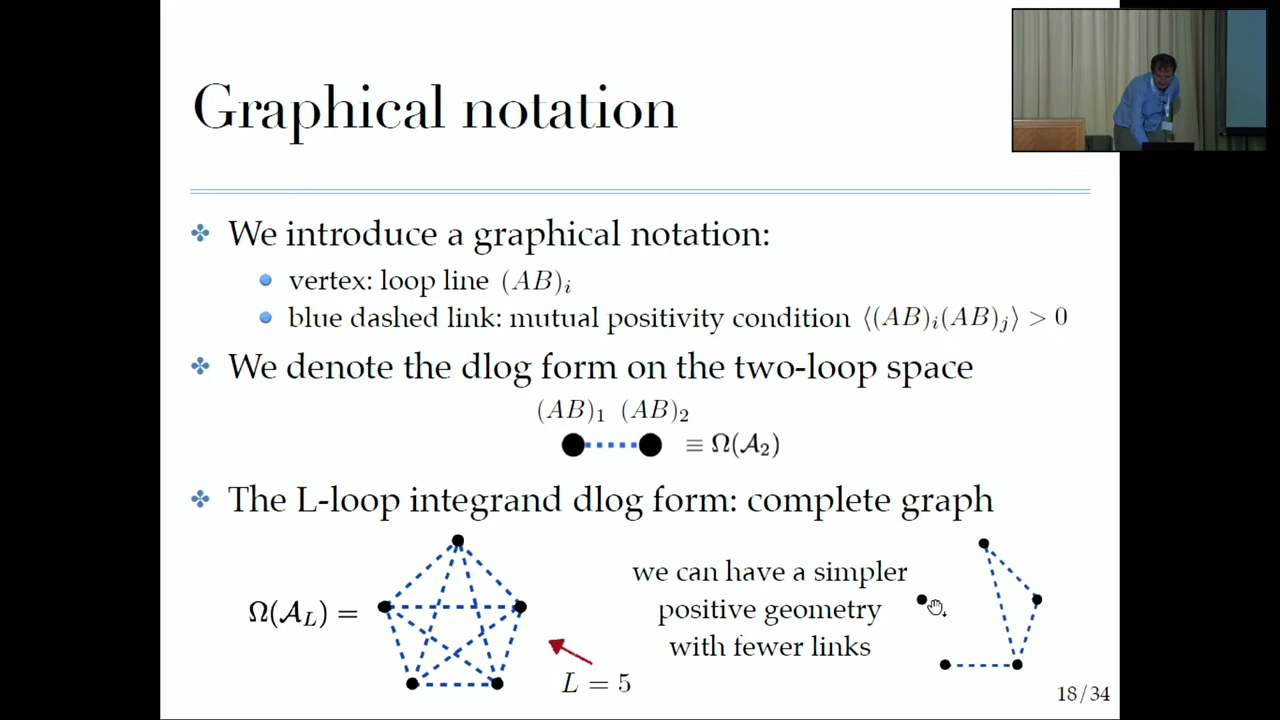 Graphical notation
We introduce a graphical notation:
vertex: loop line (AB)ᵢ
blue dashed link: mutual positivity condition ⟨(AB)ᵢ(AB)ⱼ⟩ > 0
We denote the dlog form on the two-loop space
(AB)₁ (AB)₂
≡ Ω(𝒜₂)
The L-loop integrand dlog form: complete graph
Ω(𝒜_L) =
L = 5
we can have a simpler
positive geometry
with fewer links
18/34